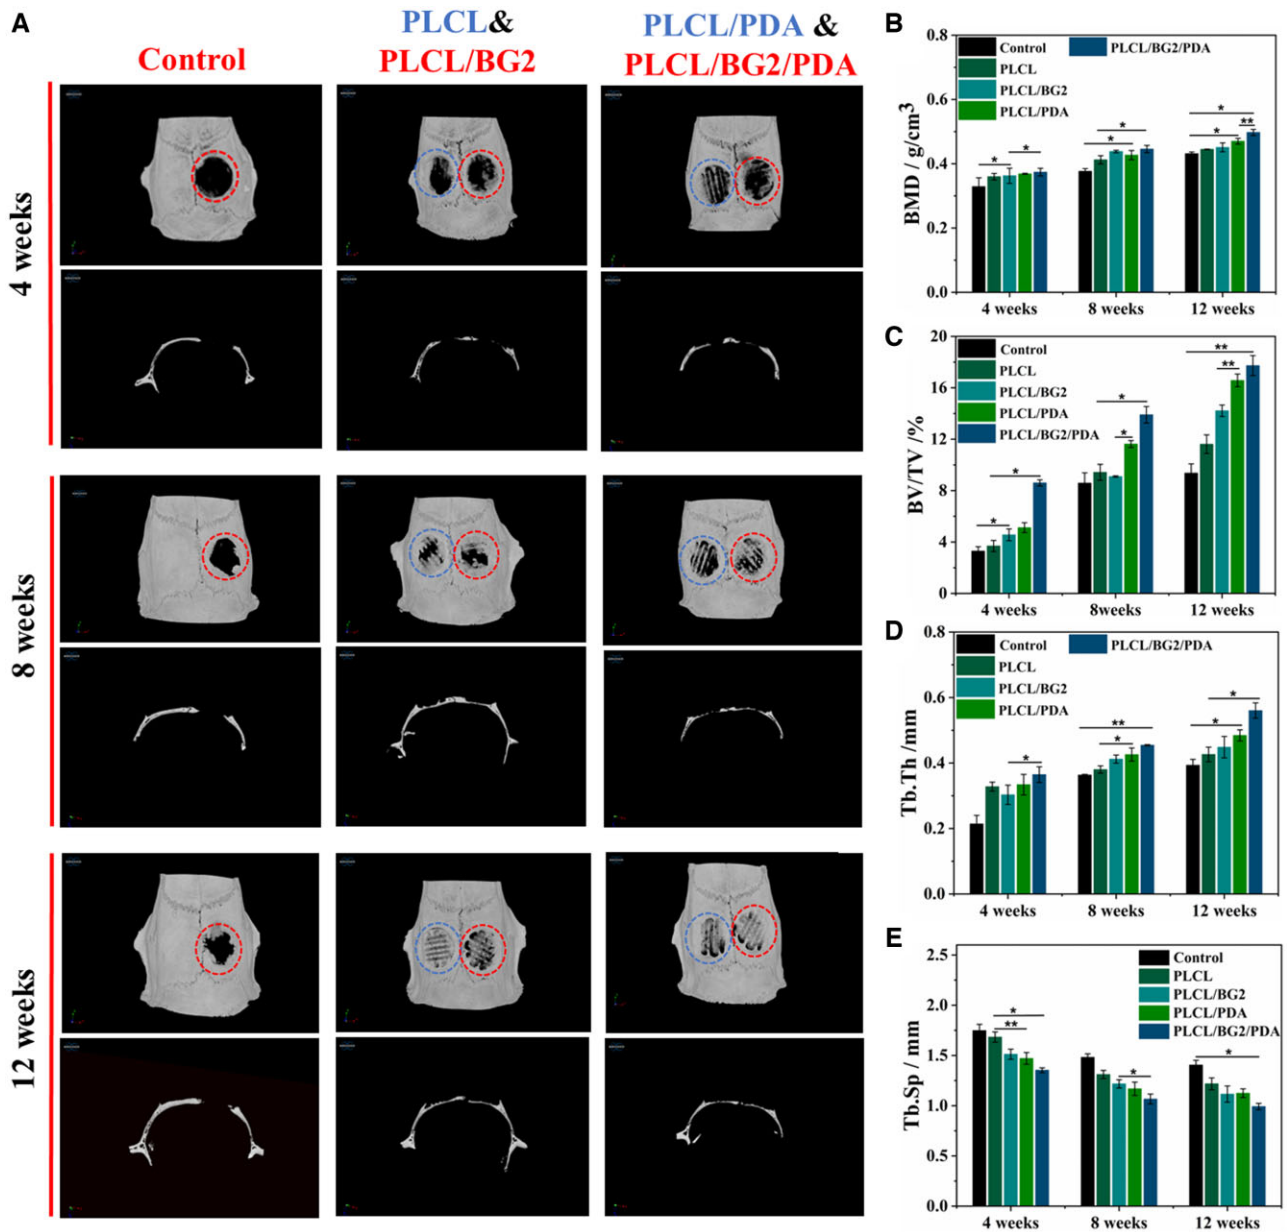 A
Control
PLCL&
PLCL/BG2
PLCL/PDA &
PLCL/BG2/PDA
4 weeks
8 weeks
12 weeks
B
BMD / g/cm3
0.8
0.6
0.4
0.2
0.0
Control
PLCL
PLCL/BG2
PLCL/PDA
PLCL/BG2/PDA
*
*
*
*
*
*
**
4 weeks
8 weeks
12 weeks
C
BV/TV /%
20
16
12
8
4
0
Control
PLCL
PLCL/BG2
PLCL/PDA
PLCL/BG2/PDA
*
*
*
*
**
**
4 weeks
8weeks
12 weeks
D
Tb.Th /mm
0.8
0.6
0.4
0.2
0.0
Control
PLCL
PLCL/BG2
PLCL/PDA
PLCL/BG2/PDA
*
**
*
*
*
4 weeks
8 weeks
12 weeks
E
Tb.Sp / mm
2.5
2.0
1.5
1.0
0.5
0.0
Control
PLCL
PLCL/BG2
PLCL/PDA
PLCL/BG2/PDA
*
**
*
*
4 weeks
8 weeks
12 weeks